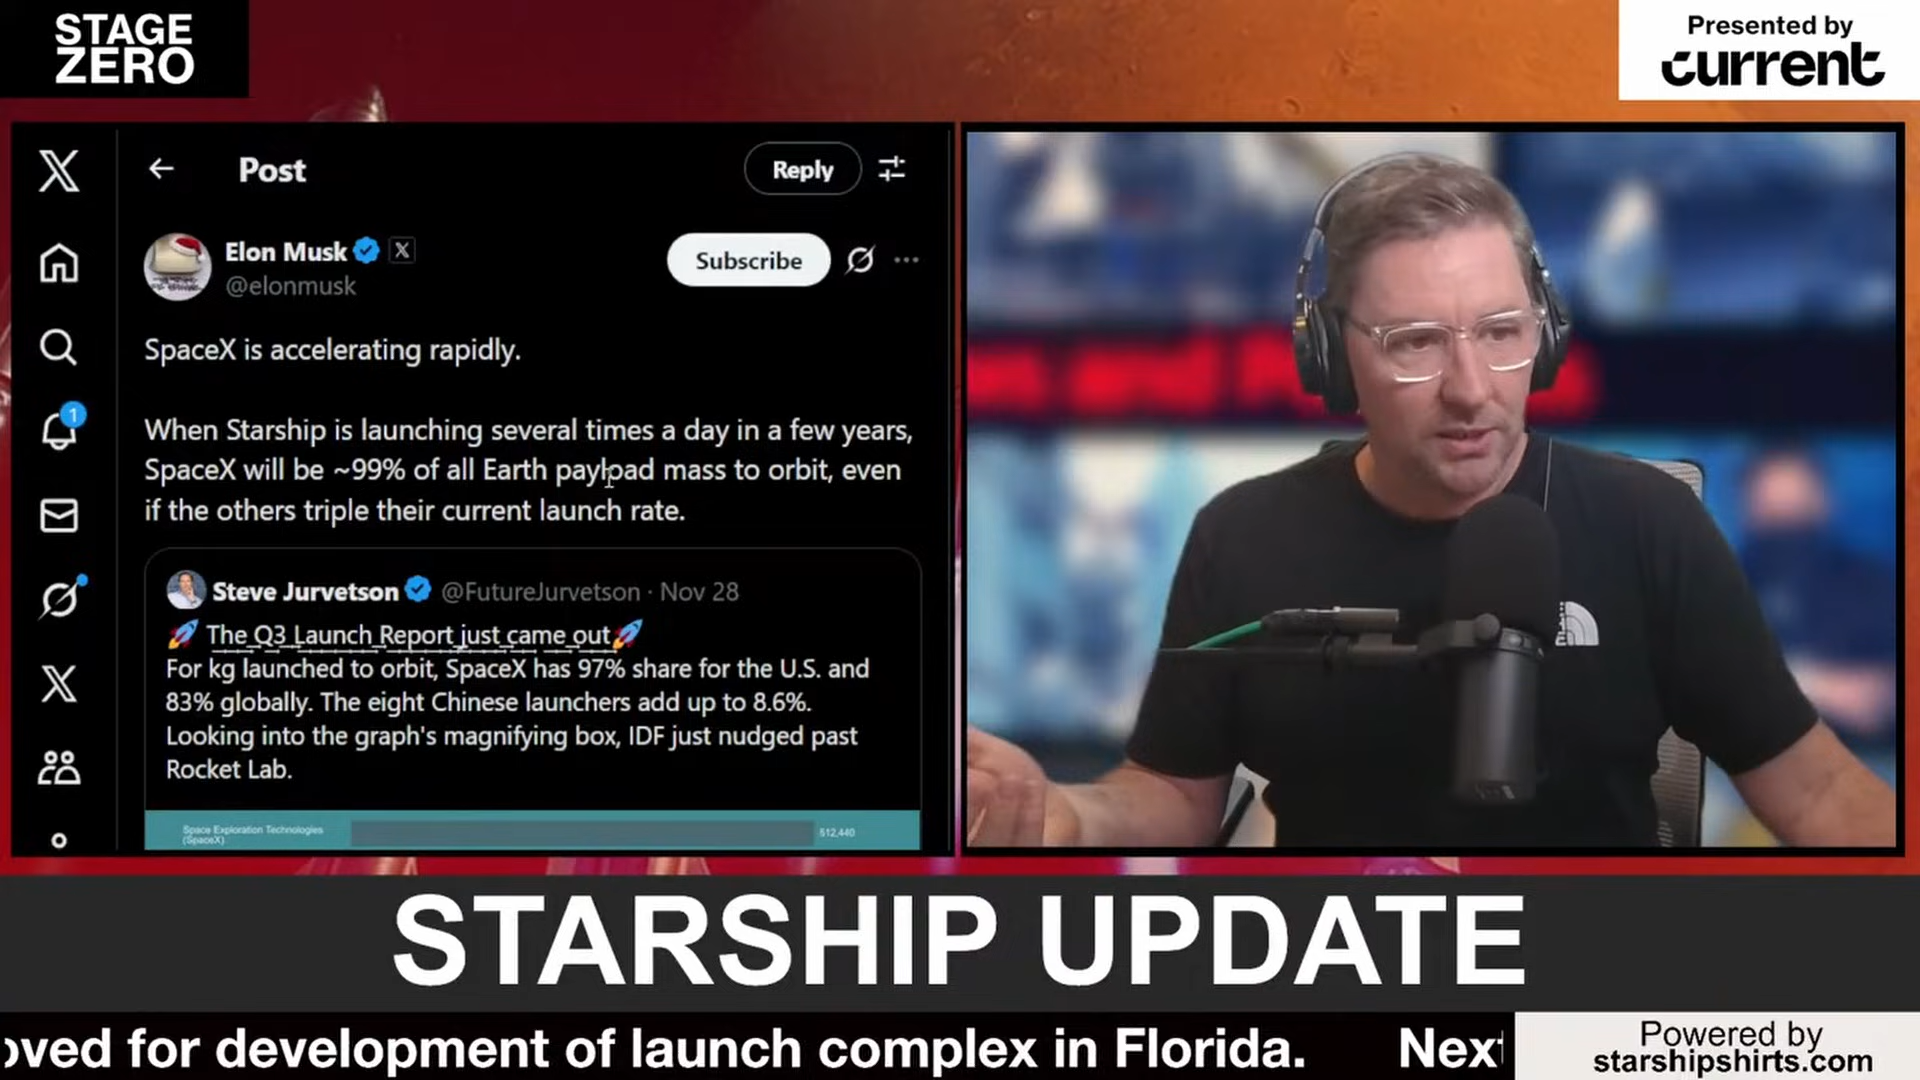 STAGE
ZERO
Presented by
current
Post
Reply
Elon Musk
@elonmusk
Subscribe
SpaceX is accelerating rapidly.
When Starship is launching several times a day in a few years,
SpaceX will be ~99% of all Earth payload mass to orbit, even
if the others triple their current launch rate.
1
Steve Jurvetson @FutureJurvetson · Nov 28
🚀 The Q3 Launch Report just came out🚀
For kg launched to orbit, SpaceX has 97% share for the U.S. and
83% globally. The eight Chinese launchers add up to 8.6%.
Looking into the graph's magnifying box, IDF just nudged past
Rocket Lab.
Space Exploration Technologies
(SpaceX)
512,440
STARSHIP UPDATE
oved for development of launch complex in Florida. Next
Powered by
starshipshirts.com